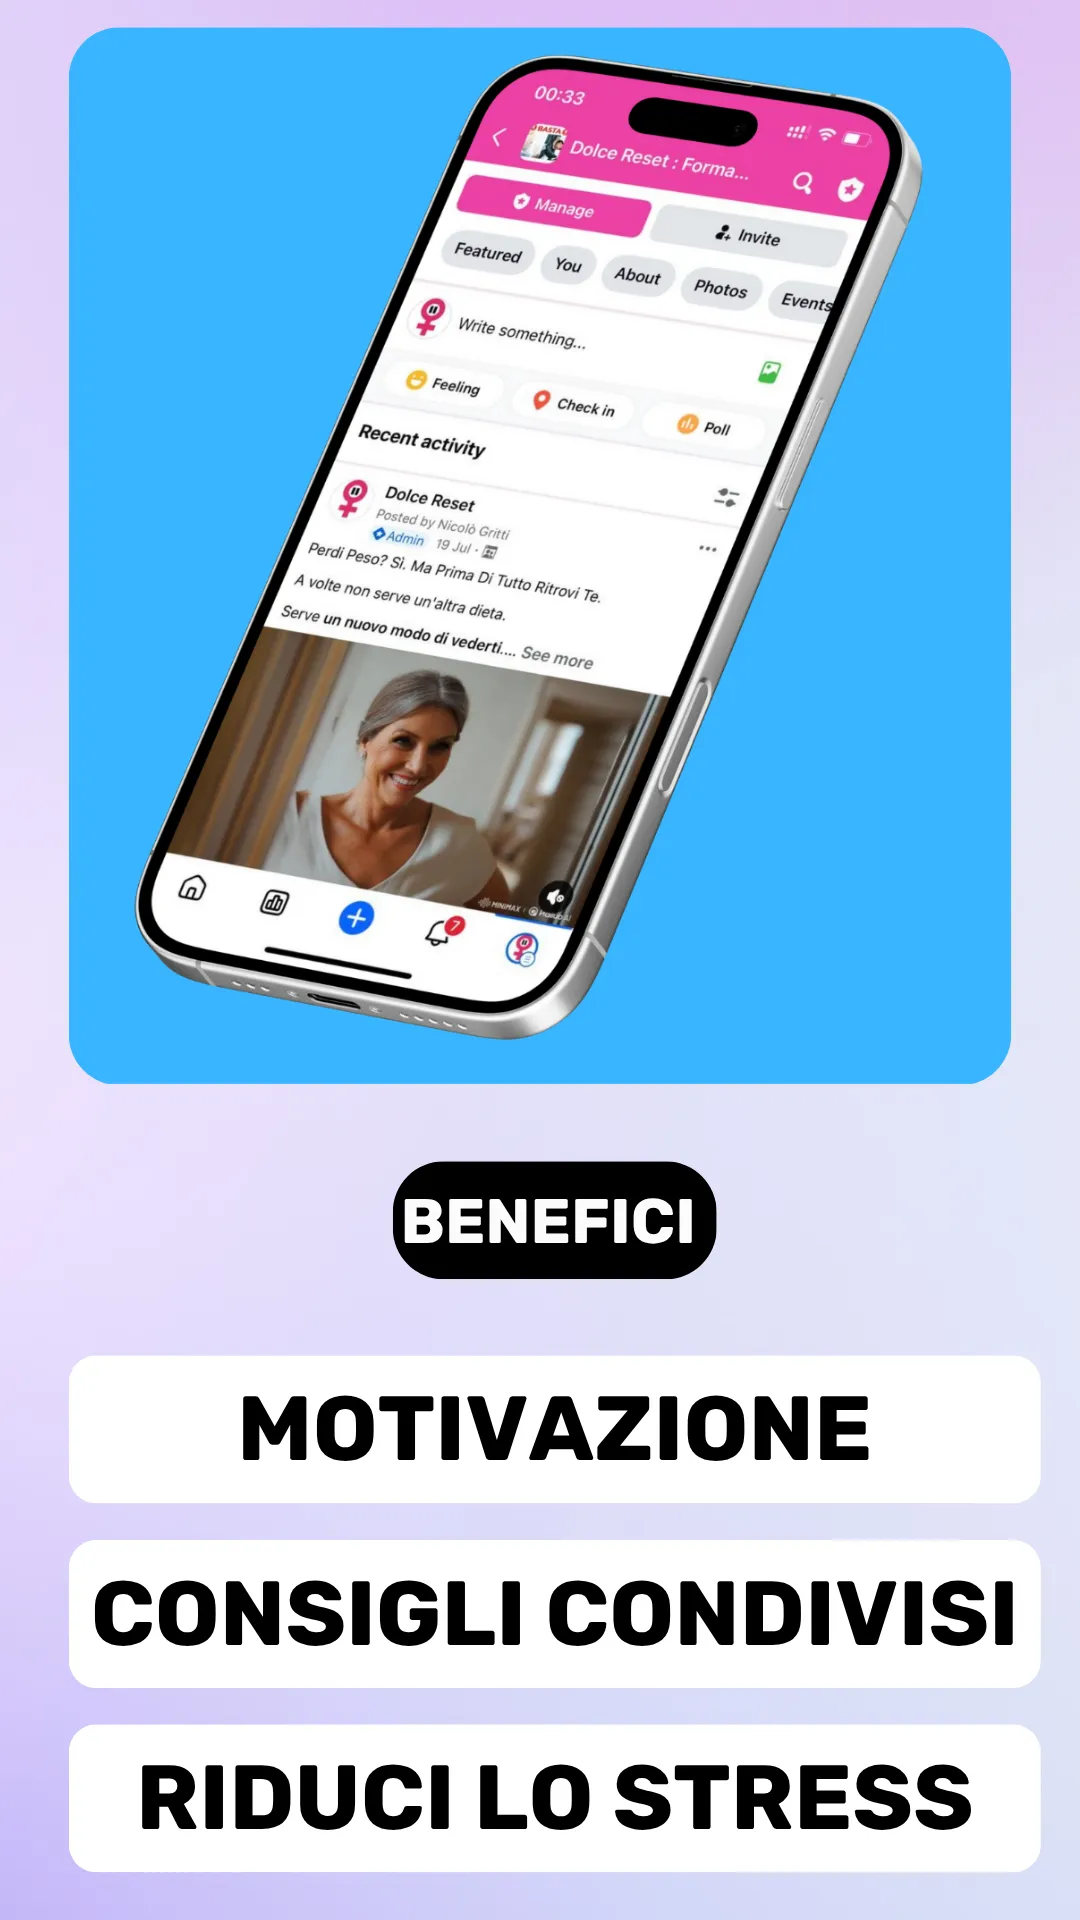 00:33
BASTA
Dolce Reset : Forma...
Manage
Invite
Featured
You
About
Photos
Events
Write something...
Feeling
Check in
Poll
Recent activity
Dolce Reset
Posted by Nicolò Gritti
Admin 19 Jul ·
Perdi Peso? Sì. Ma Prima Di Tutto Ritrovi Te.
A volte non serve un'altra dieta.
Serve un nuovo modo di vederti.... See more
MINIMAX
7
BENEFICI
MOTIVAZIONE
CONSIGLI CONDIVISI
RIDUCI LO STRESS